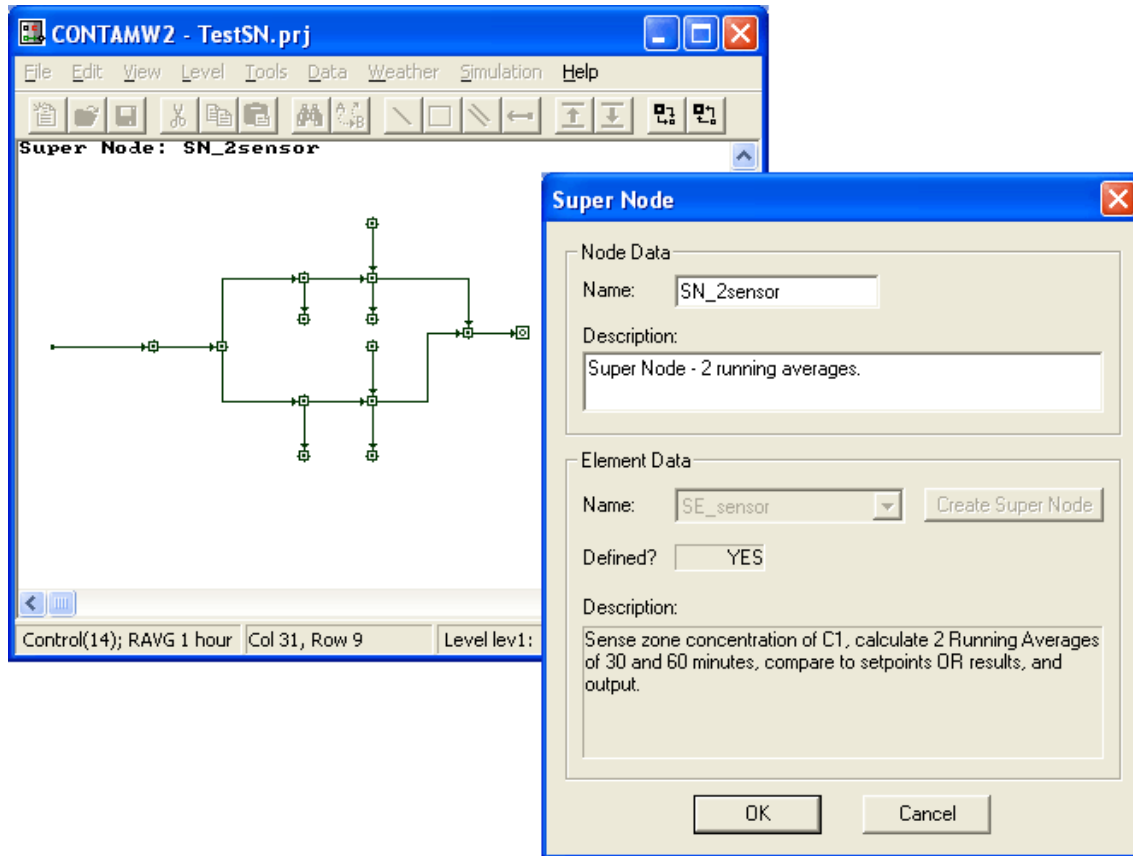 CONTAMW2 - TestSN.prj
File Edit View Level Tools Data Weather Simulation Help
Super Node: SN_2sensor
Control(14); RAVG 1 hour Col 31, Row 9 Level lev1:
Super Node
Node Data
Name: SN_2sensor
Description:
Super Node - 2 running averages.
Element Data
Name: SE_sensor Create Super Node
Defined? YES
Description:
Sense zone concentration of C1, calculate 2 Running Averages
of 30 and 60 minutes, compare to setpoints OR results, and
output.
OK Cancel